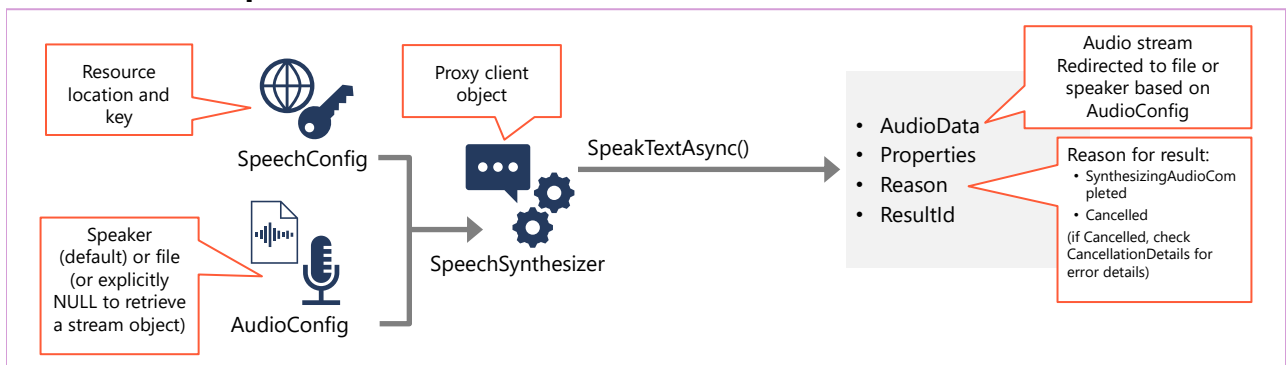 Resource
location and
key
SpeechConfig
Speaker
(default) or file
(or explicitly
NULL to retrieve
a stream object)
AudioConfig
Proxy client
object
SpeechSynthesizer
SpeakTextAsync()
• AudioData
• Properties
• Reason
• ResultId
Audio stream
Redirected to file or
speaker based on
AudioConfig
Reason for result:
• SynthesizingAudioCom
pleted
• Cancelled
(if Cancelled, check
CancellationDetails for
error details)